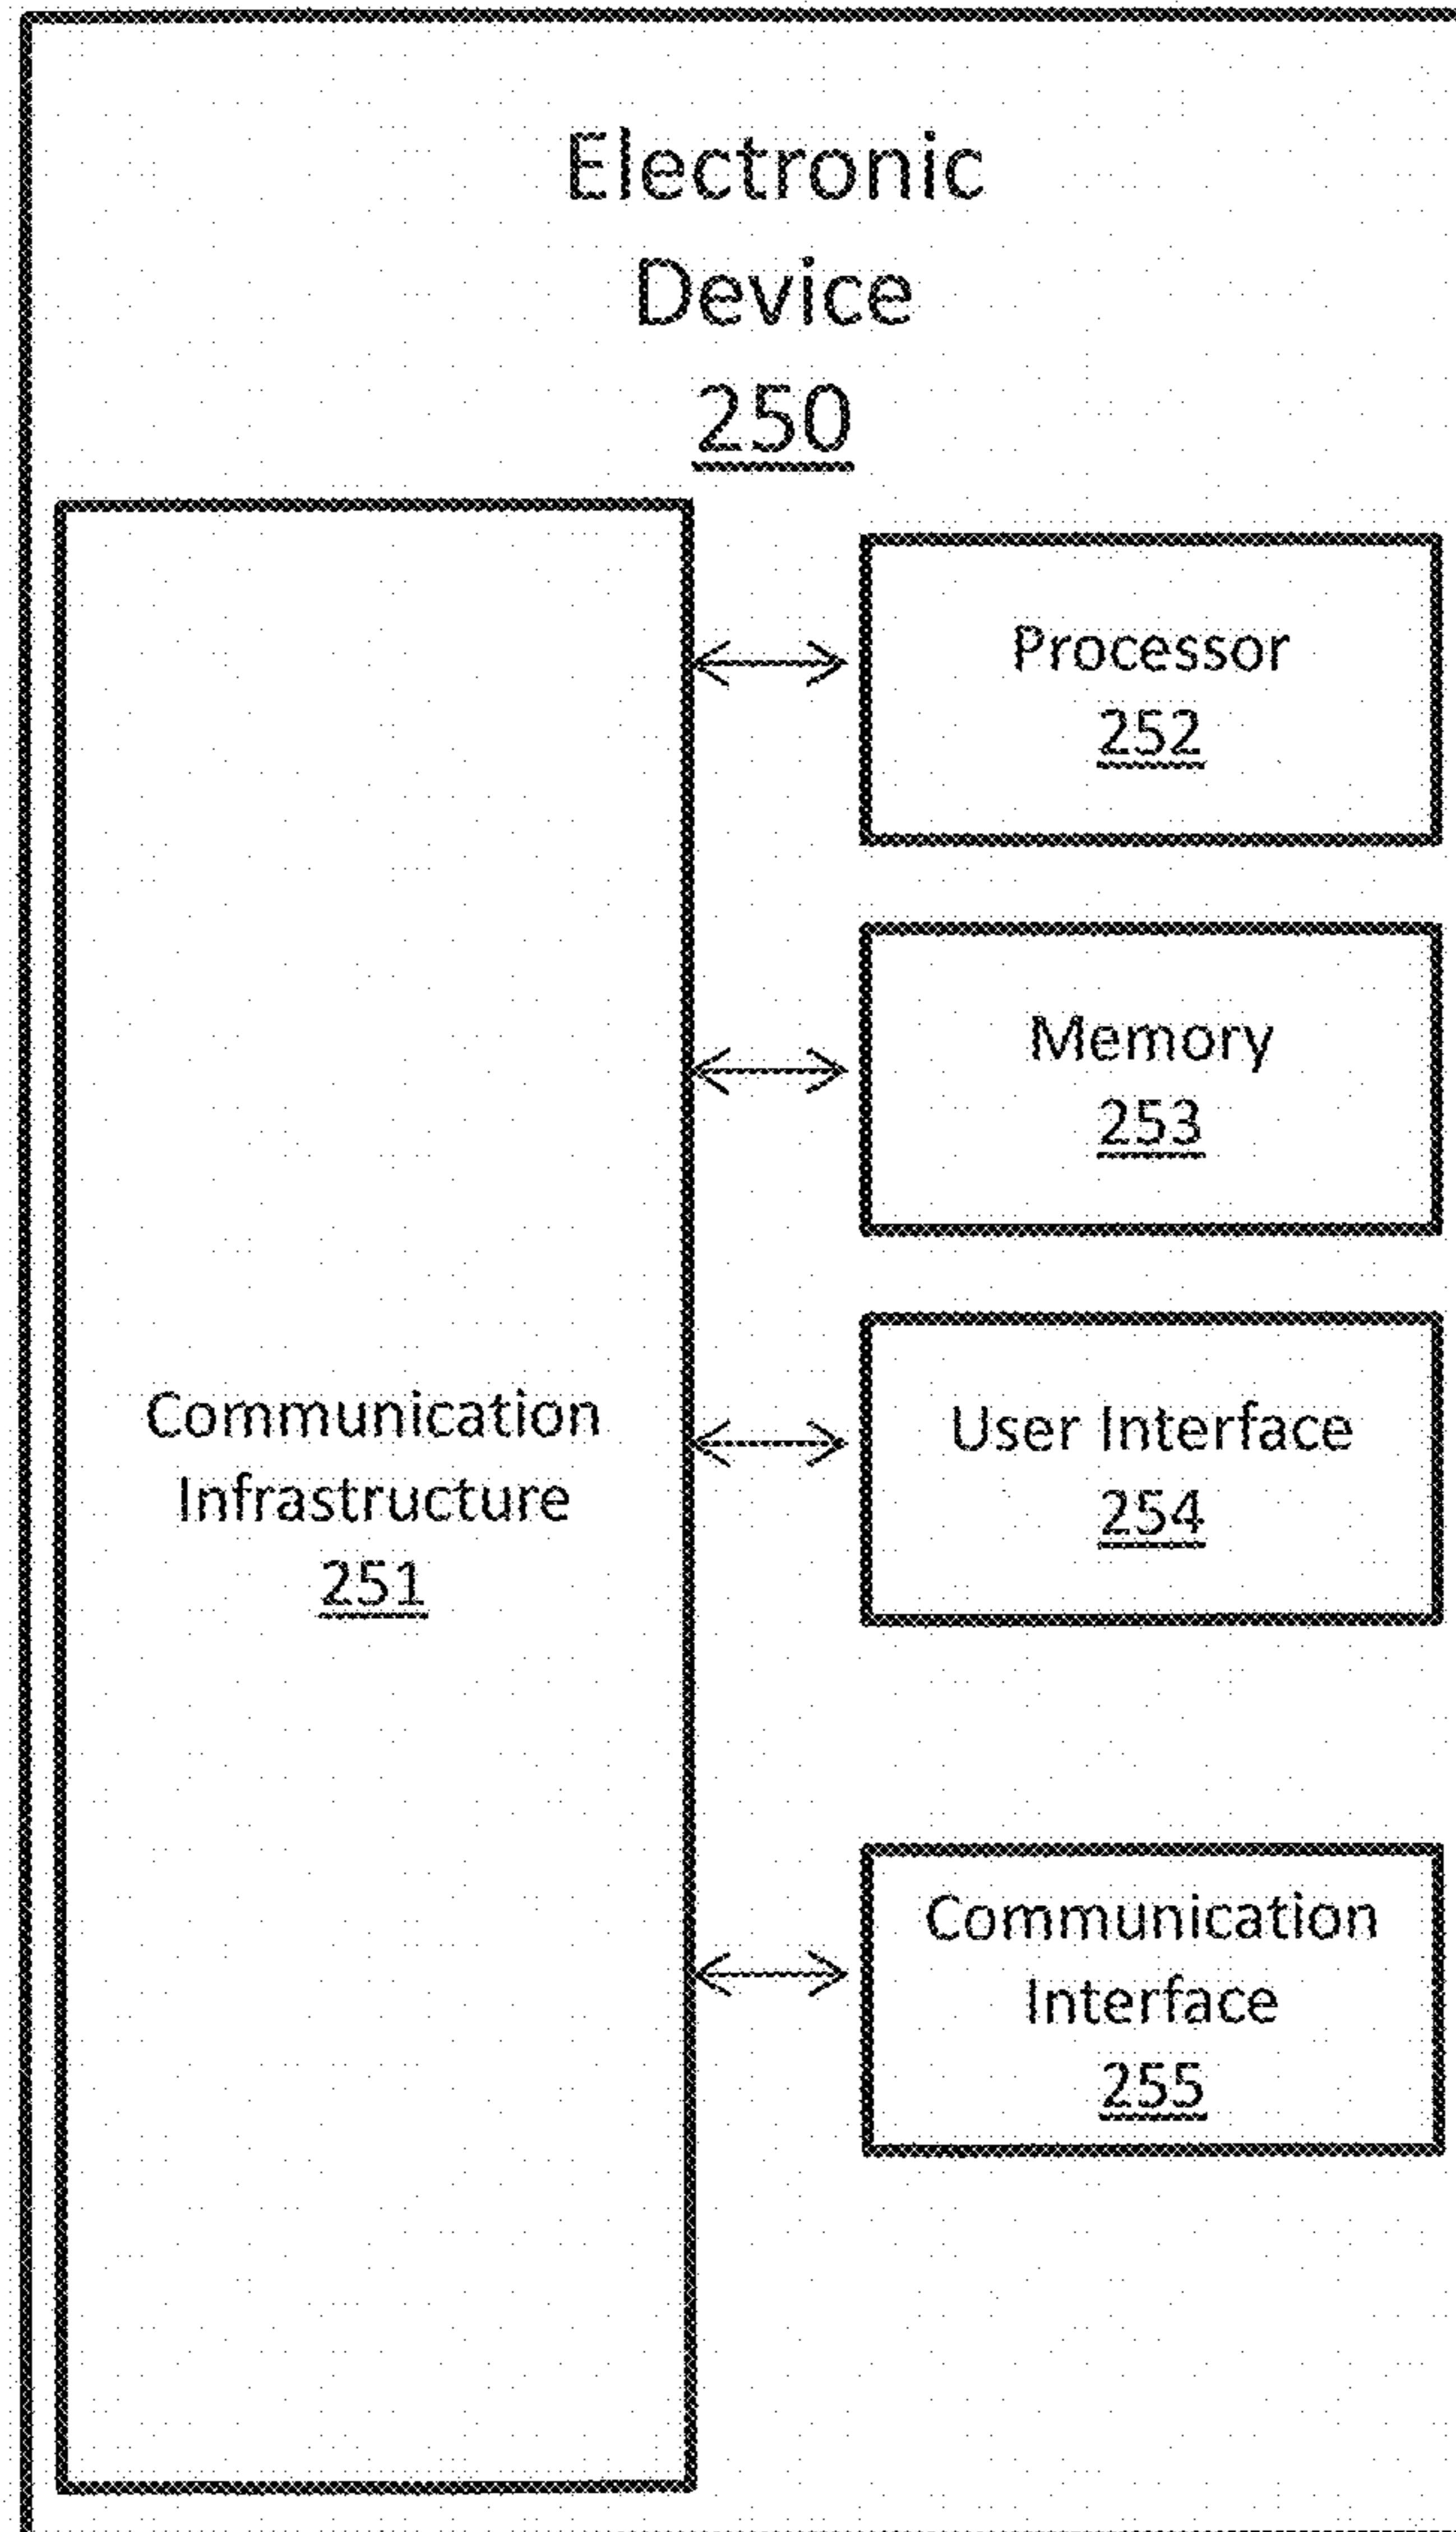 Electronic
Device
250
Processor
252
Memory
253
User Interface
254
Communication
Infrastructure
251
Communication
Interface
255